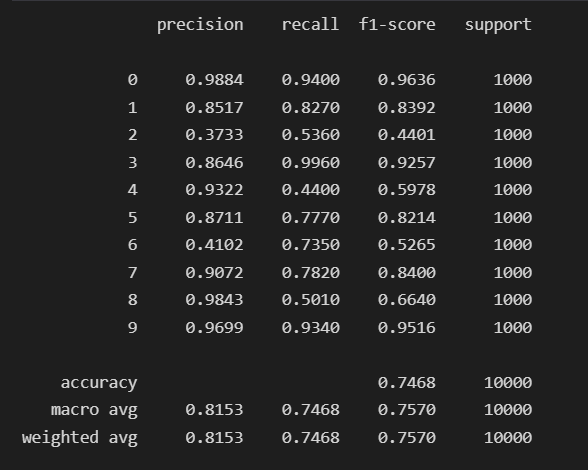 precision recall f1-score support
0 0.9884 0.9400 0.9636 1000
1 0.8517 0.8270 0.8392 1000
2 0.3733 0.5360 0.4401 1000
3 0.8646 0.9960 0.9257 1000
4 0.9322 0.4400 0.5978 1000
5 0.8711 0.7770 0.8214 1000
6 0.4102 0.7350 0.5265 1000
7 0.9072 0.7820 0.8400 1000
8 0.9843 0.5010 0.6640 1000
9 0.9699 0.9340 0.9516 1000
accuracy 0.7468 10000
macro avg 0.8153 0.7468 0.7570 10000
weighted avg 0.8153 0.7468 0.7570 10000